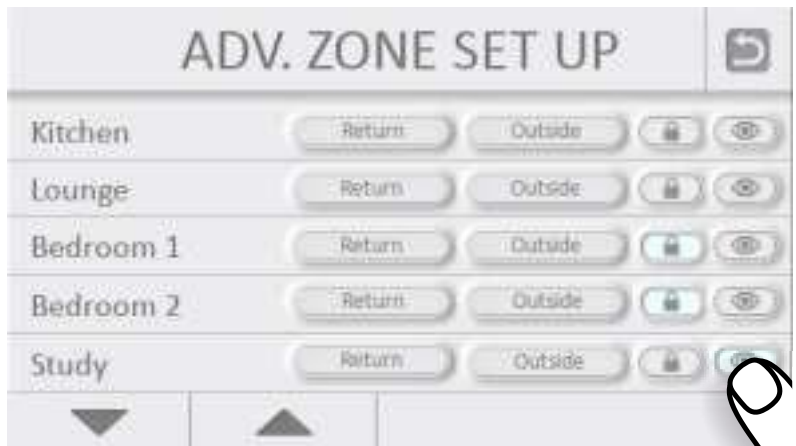 ADV. ZONE SET UP
Kitchen Return Outside
Lounge Return Outside
Bedroom 1 Return Outside
Bedroom 2 Return Outside
Study Return Outside